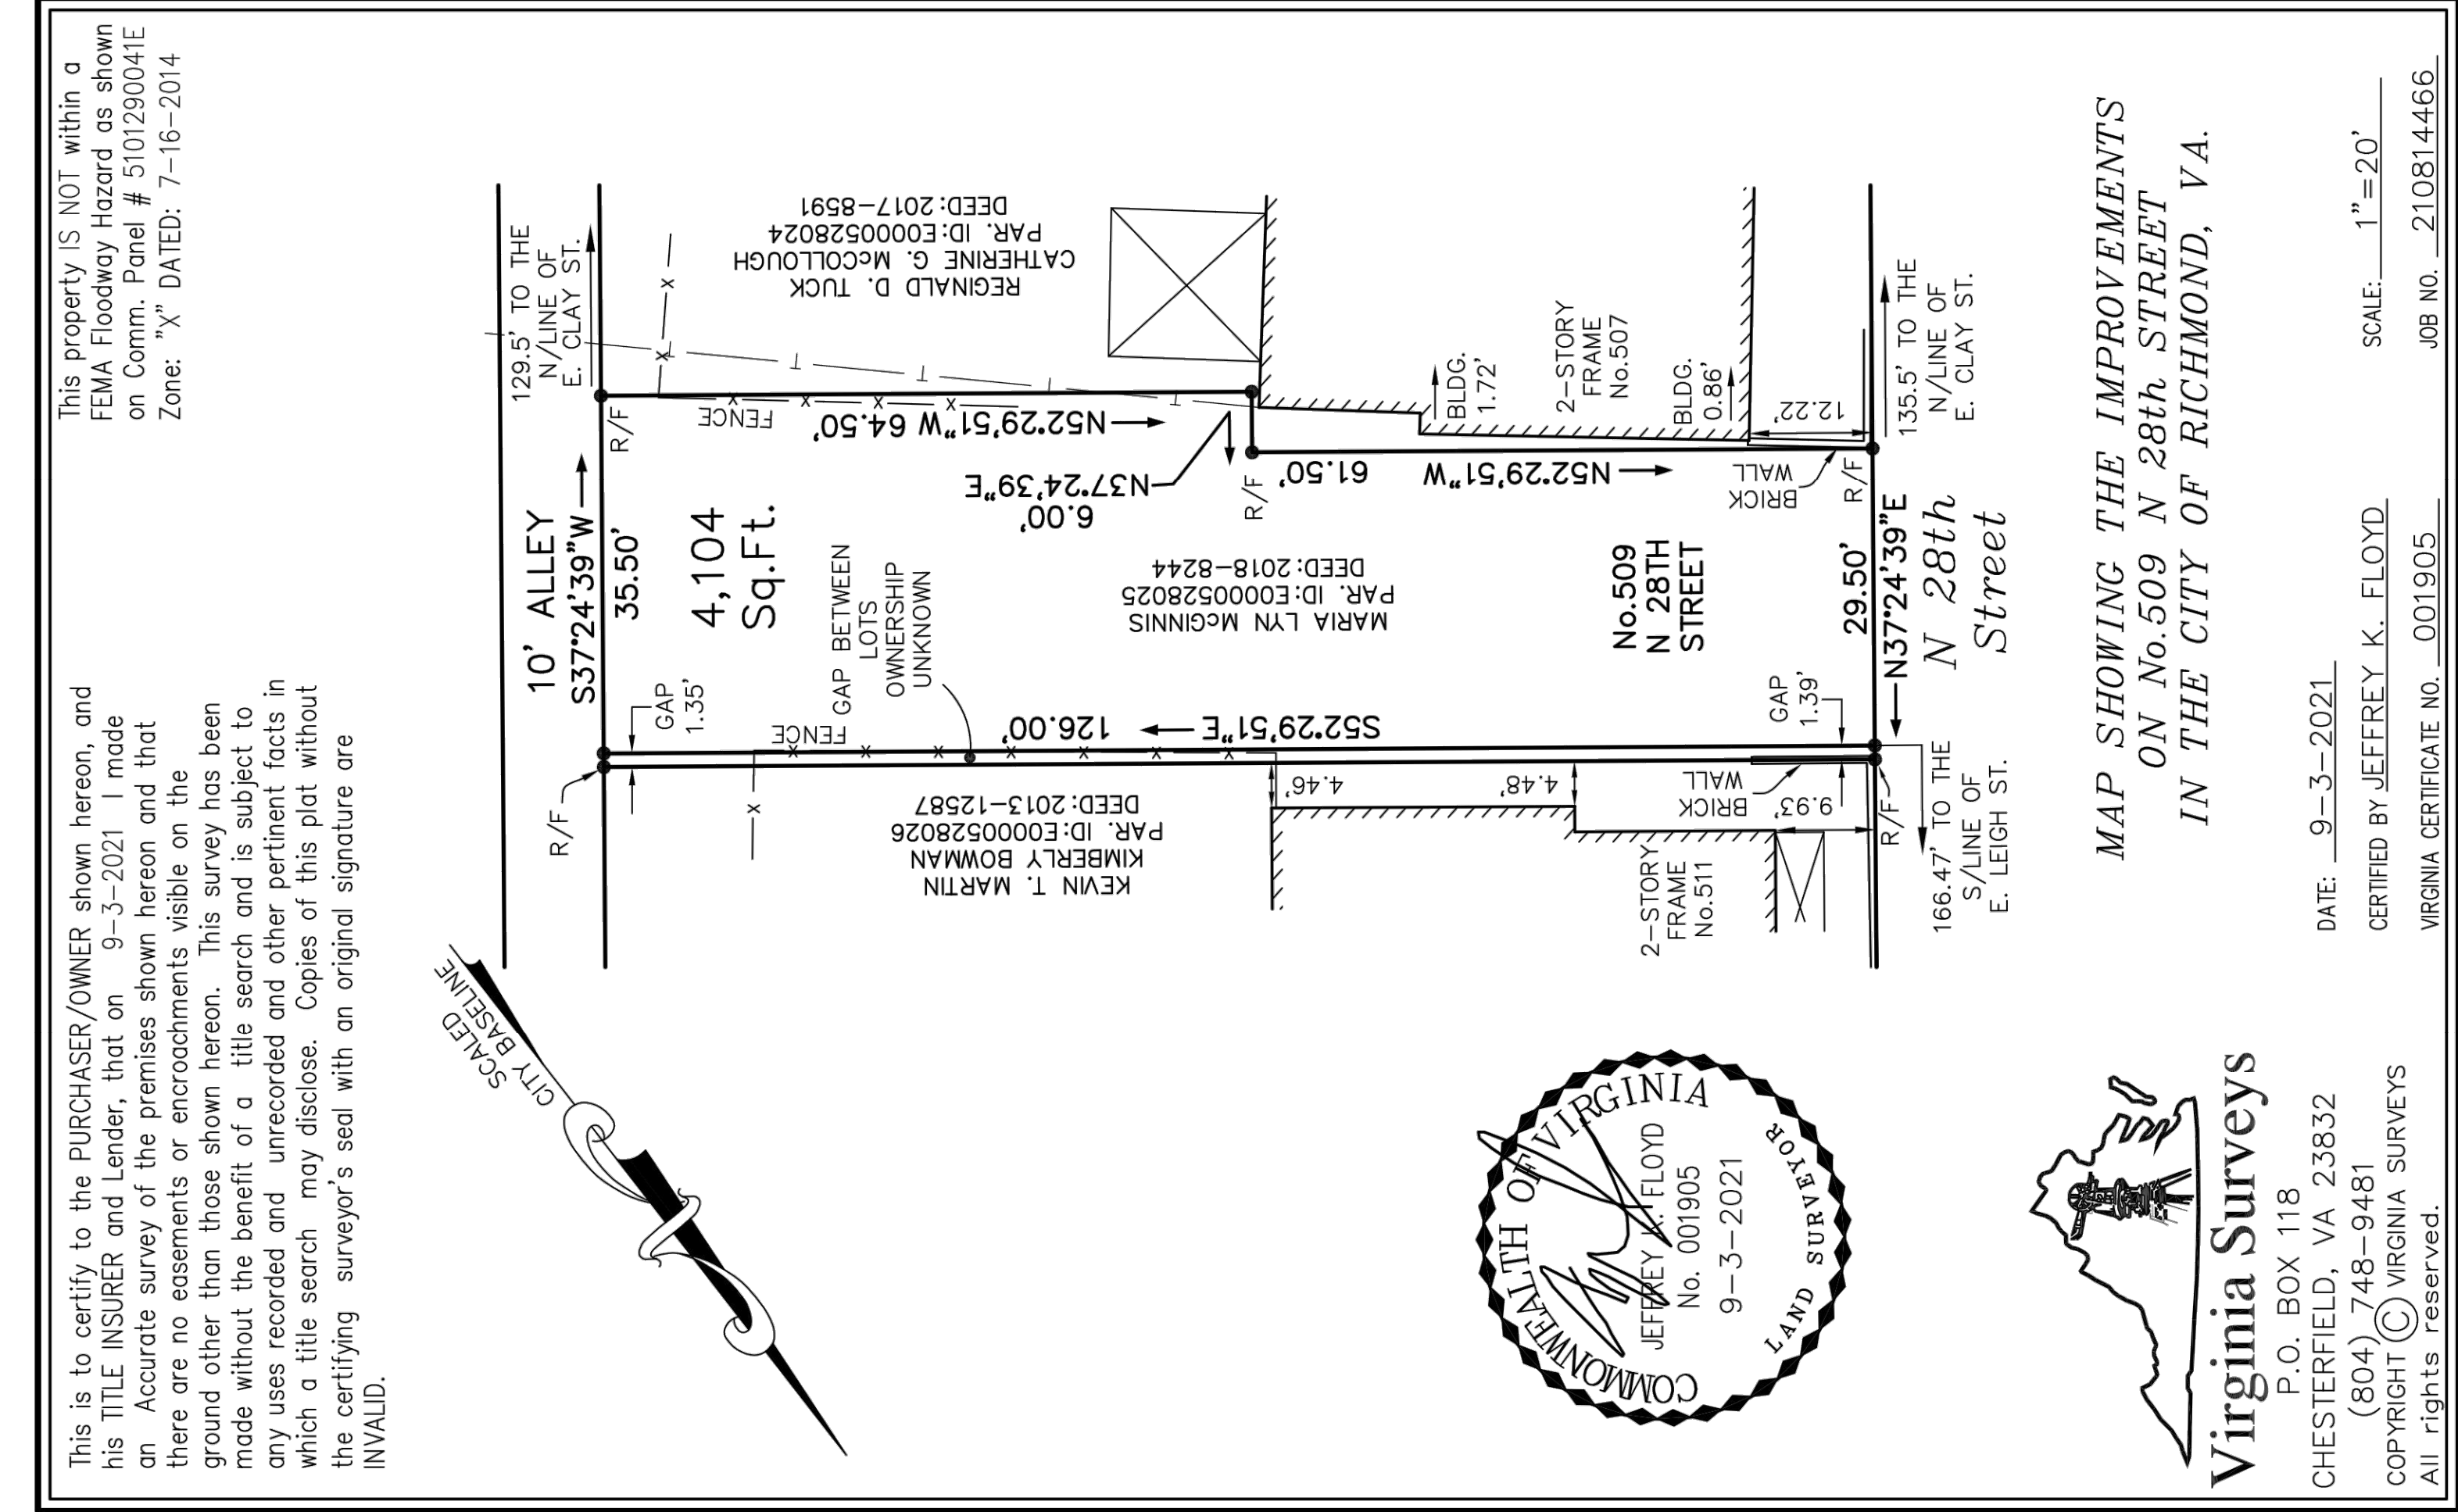 This is to certify to the PURCHASER/OWNER shown hereon, and
his TITLE INSURER and Lender, that on 9-3-2021 I made
an Accurate survey of the premises shown hereon and that
there are no easements or encroachments visible on the
ground other than those shown hereon. This survey has been
made without the benefit of a title search and is subject to
any uses recorded and unrecorded and other pertinent facts in
which a title search may disclose. Copies of this plat without
the certifying surveyor's seal with an original signature are
INVALID.
This property IS NOT within a
FEMA Floodway Hazard as shown
on Comm. Panel # 5101290041E
Zone: "X" DATED: 7-16-2014
SCALED
CITY BASELINE
10' ALLEY
S37°24'39"W
35.50'
129.5' TO THE
N/LINE OF
E. CLAY ST.
R/F
R/F
GAP
1.35'
4,104
Sq.Ft.
FENCE
FENCE
GAP BETWEEN
LOTS
OWNERSHIP
UNKNOWN
N52°29'51"W 64.50'
REGINALD D. TUCK
CATHERINE G. McCOLLOUGH
PAR. ID:E0000528024
DEED:2017-8591
N37°24'39"E
6.00'
R/F
S52°29'51"E
126.00'
KEVIN T. MARTIN
KIMBERLY BOWMAN
PAR. ID:E0000528026
DEED:2013-12587
MARIA LYN McGINNIS
PAR. ID:E0000528025
DEED:2018-8244
61.50'
N52°29'51"W
4.46'
4.48'
BLDG.
1.72'
2-STORY
FRAME
No.507
BLDG.
0.86'
12.22'
BRICK
WALL
R/F
2-STORY
FRAME
No.511
BRICK
WALL
9.93'
R/F
GAP
1.39'
No.509
N 28TH
STREET
29.50'
N37°24'39"E
135.5' TO THE
N/LINE OF
E. CLAY ST.
166.47' TO THE
S/LINE OF
E. LEIGH ST.
N 28th
Street
COMMONWEALTH OF VIRGINIA
JEFFREY K. FLOYD
No. 001905
9-3-2021
LAND SURVEYOR
MAP SHOWING THE IMPROVEMENTS
ON No.509 N 28th STREET
IN THE CITY OF RICHMOND, VA.
Virginia Surveys
P.O. BOX 118
CHESTERFIELD, VA 23832
(804) 748-9481
COPYRIGHT © VIRGINIA SURVEYS
All rights reserved.
DATE: 9-3-2021
CERTIFIED BY JEFFREY K. FLOYD
VIRGINIA CERTIFICATE NO. 001905
SCALE: 1"=20'
JOB NO. 210814466